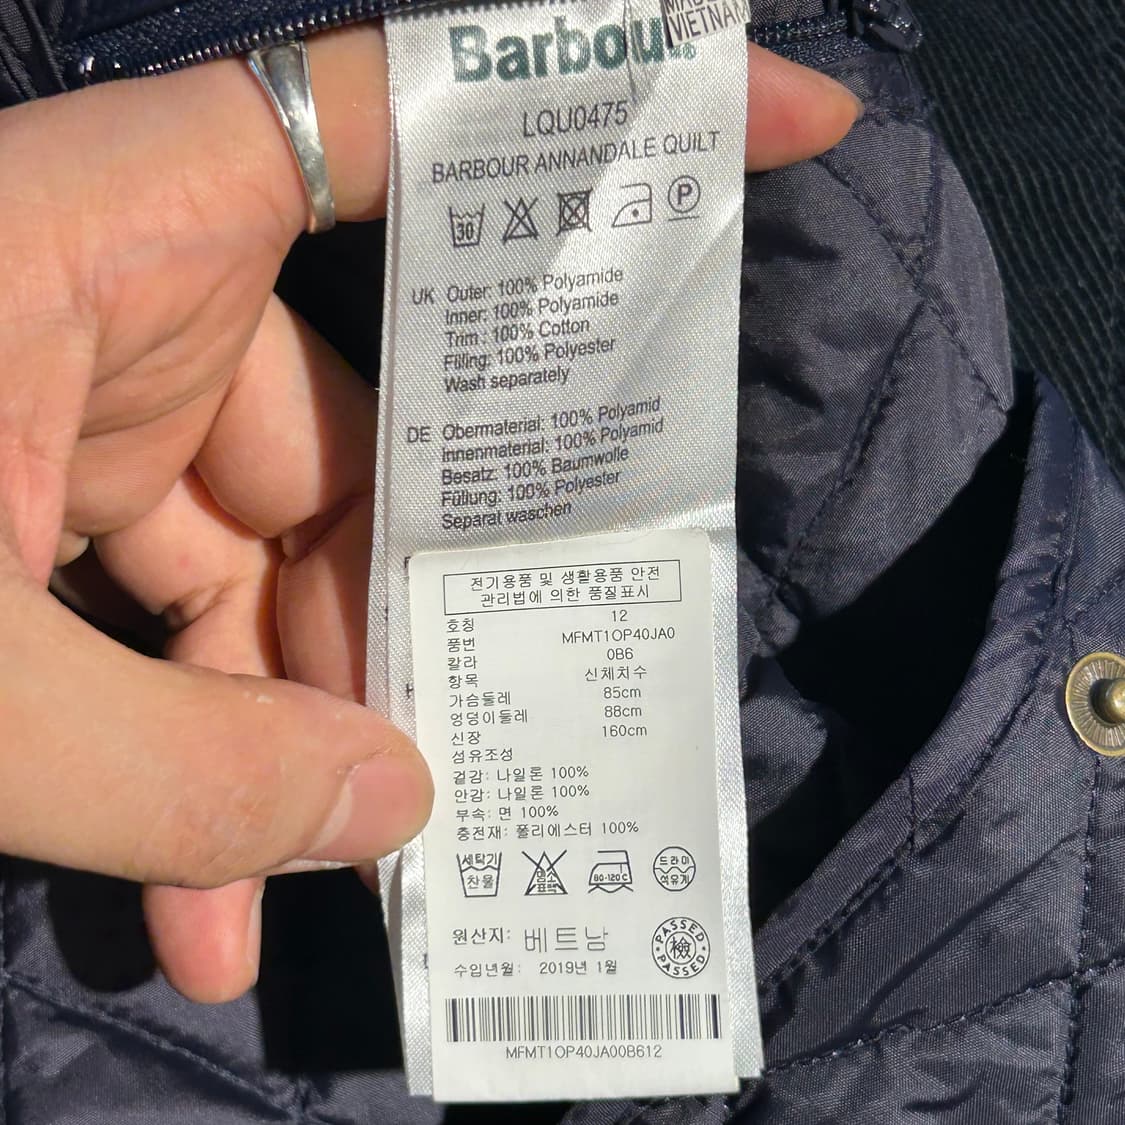 MADE
VIETNAM
Barbour®
LQU0475
BARBOUR ANNANDALE QUILT
30
P
UK Outer: 100% Polyamide
Inner: 100% Polyamide
Trim : 100% Cotton
Filling: 100% Polyester
Wash separately
DE Obermaterial: 100% Polyamid
Innenmaterial: 100% Polyamid
Besatz: 100% Baumwolle
Füllung: 100% Polyester
Separat waschen
전기용품 및 생활용품 안전
관리법에 의한 품질표시
호칭 12
품번 MFMT1OP40JA0
칼라 0B6
항목 신체치수
가슴둘레 85cm
엉덩이둘레 88cm
신장 160cm
섬유조성
겉감: 나일론 100%
안감: 나일론 100%
부속: 면 100%
충전재: 폴리에스터 100%
세탁기 찬물
염소 표백
80-120℃
드라이 석유계
원산지: 베트남
수입년월: 2019년 1월
PASSED 檢 PASSED
MFMT1OP40JA00B612